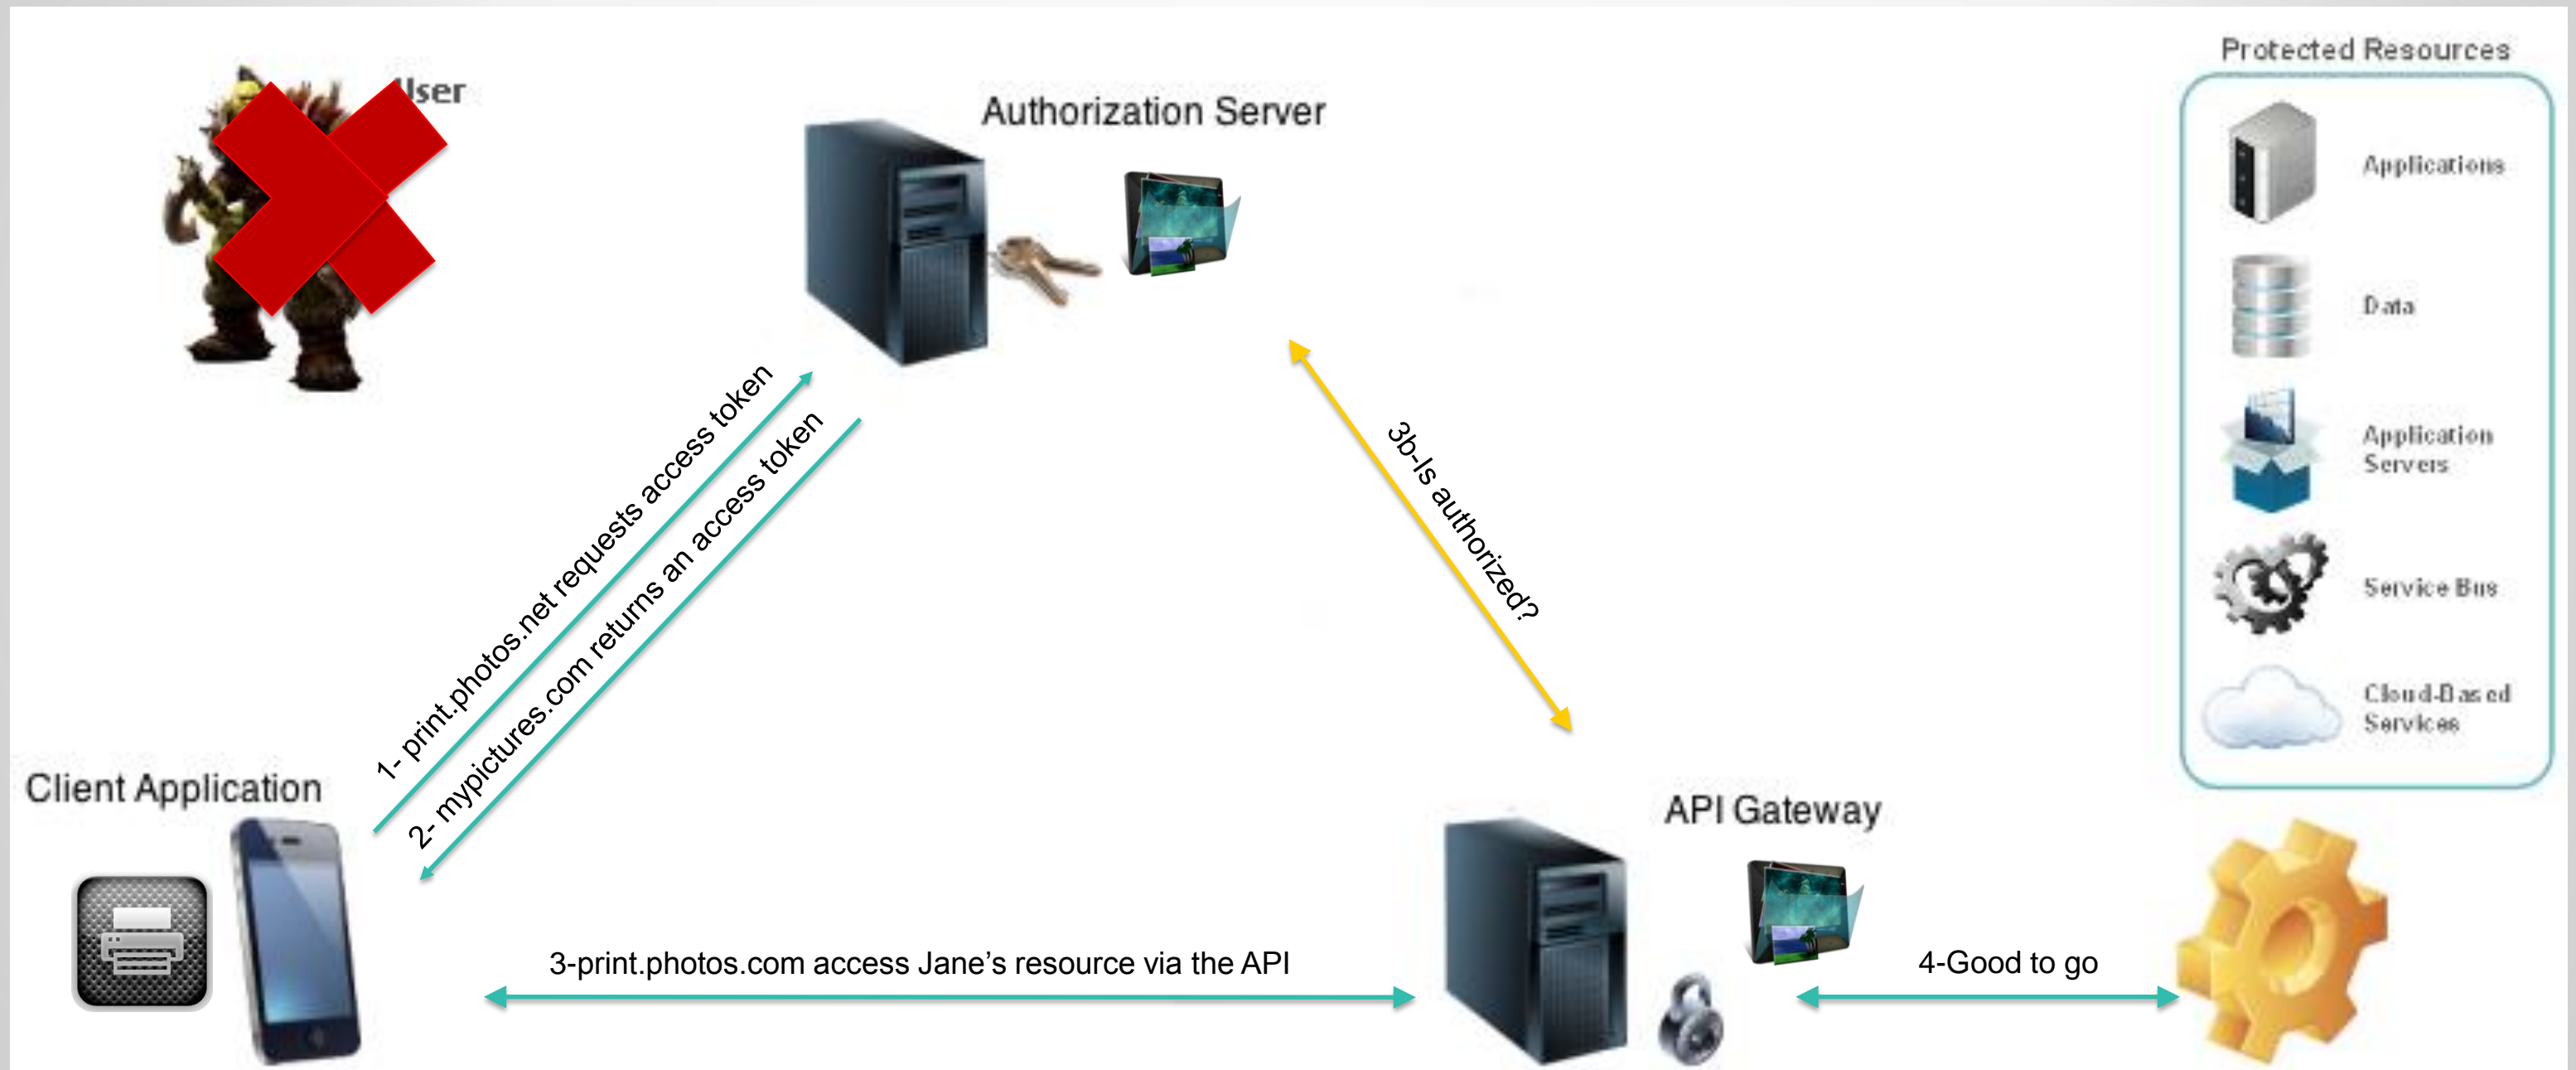 User
Authorization Server
Protected Resources
Applications
Data
Application
Servers
Service Bus
Cloud-Based
Services
1- print.photos.net requests access token
2- mypictures.com returns an access token
3b-Is authorized?
Client Application
API Gateway
3-print.photos.com access Jane’s resource via the API
4-Good to go